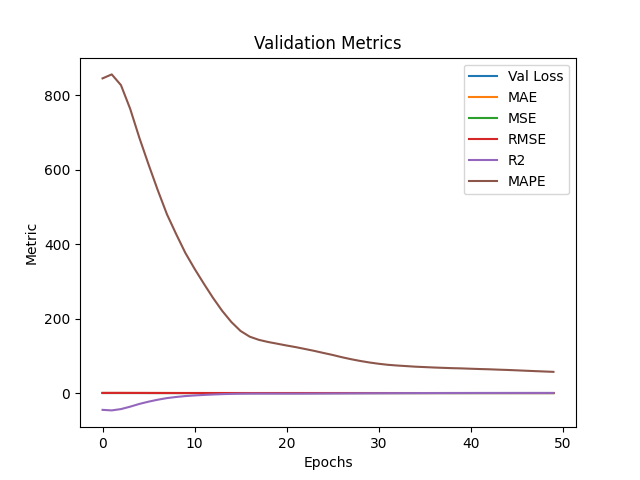 Validation Metrics
Val Loss
MAE
MSE
RMSE
R2
MAPE
800
600
400
200
0
Metric
0 10 20 30 40 50
Epochs